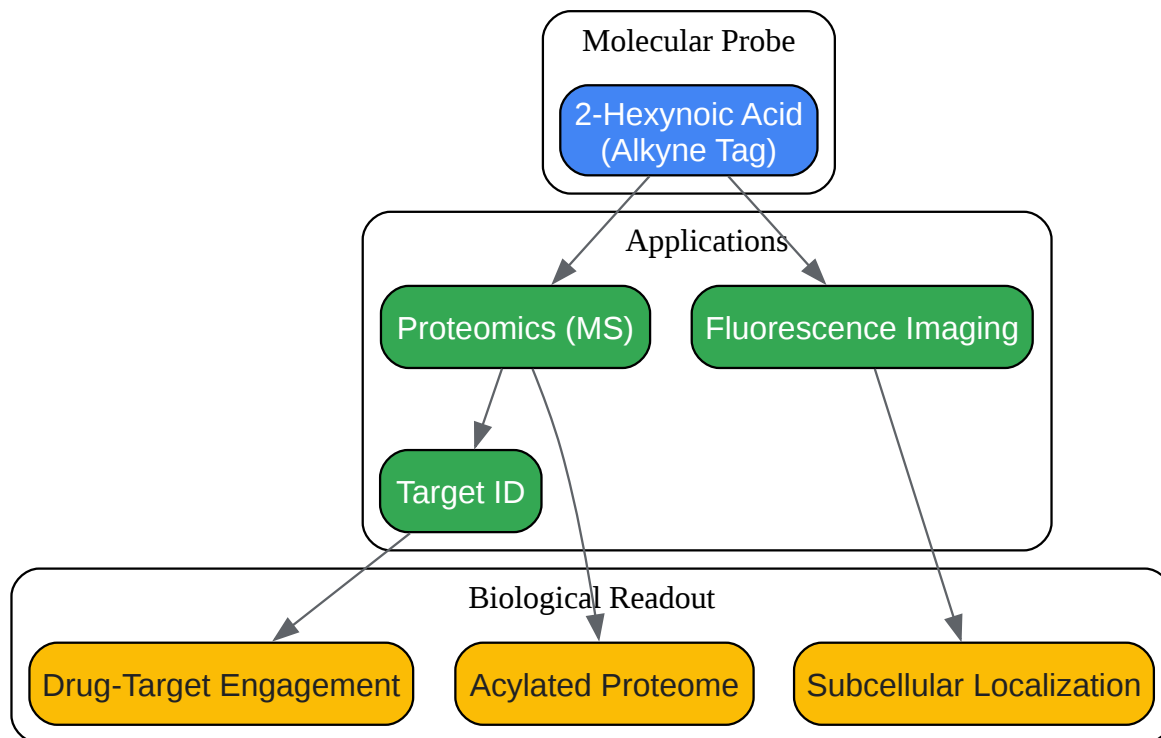 Molecular Probe
2-Hexynoic Acid
(Alkyne Tag)
Applications
Proteomics (MS)
Fluorescence Imaging
Target ID
Biological Readout
Drug-Target Engagement
Acylated Proteome
Subcellular Localization